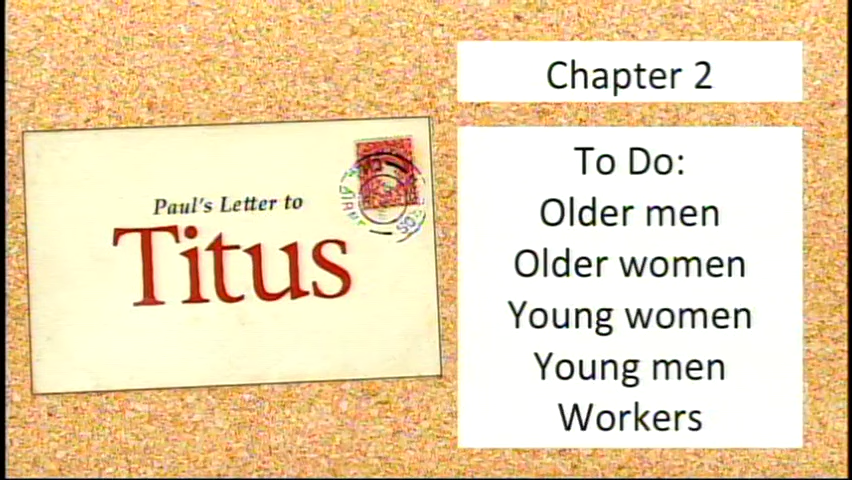 Paul's Letter to
Titus
Chapter 2
To Do:
Older men
Older women
Young women
Young men
Workers